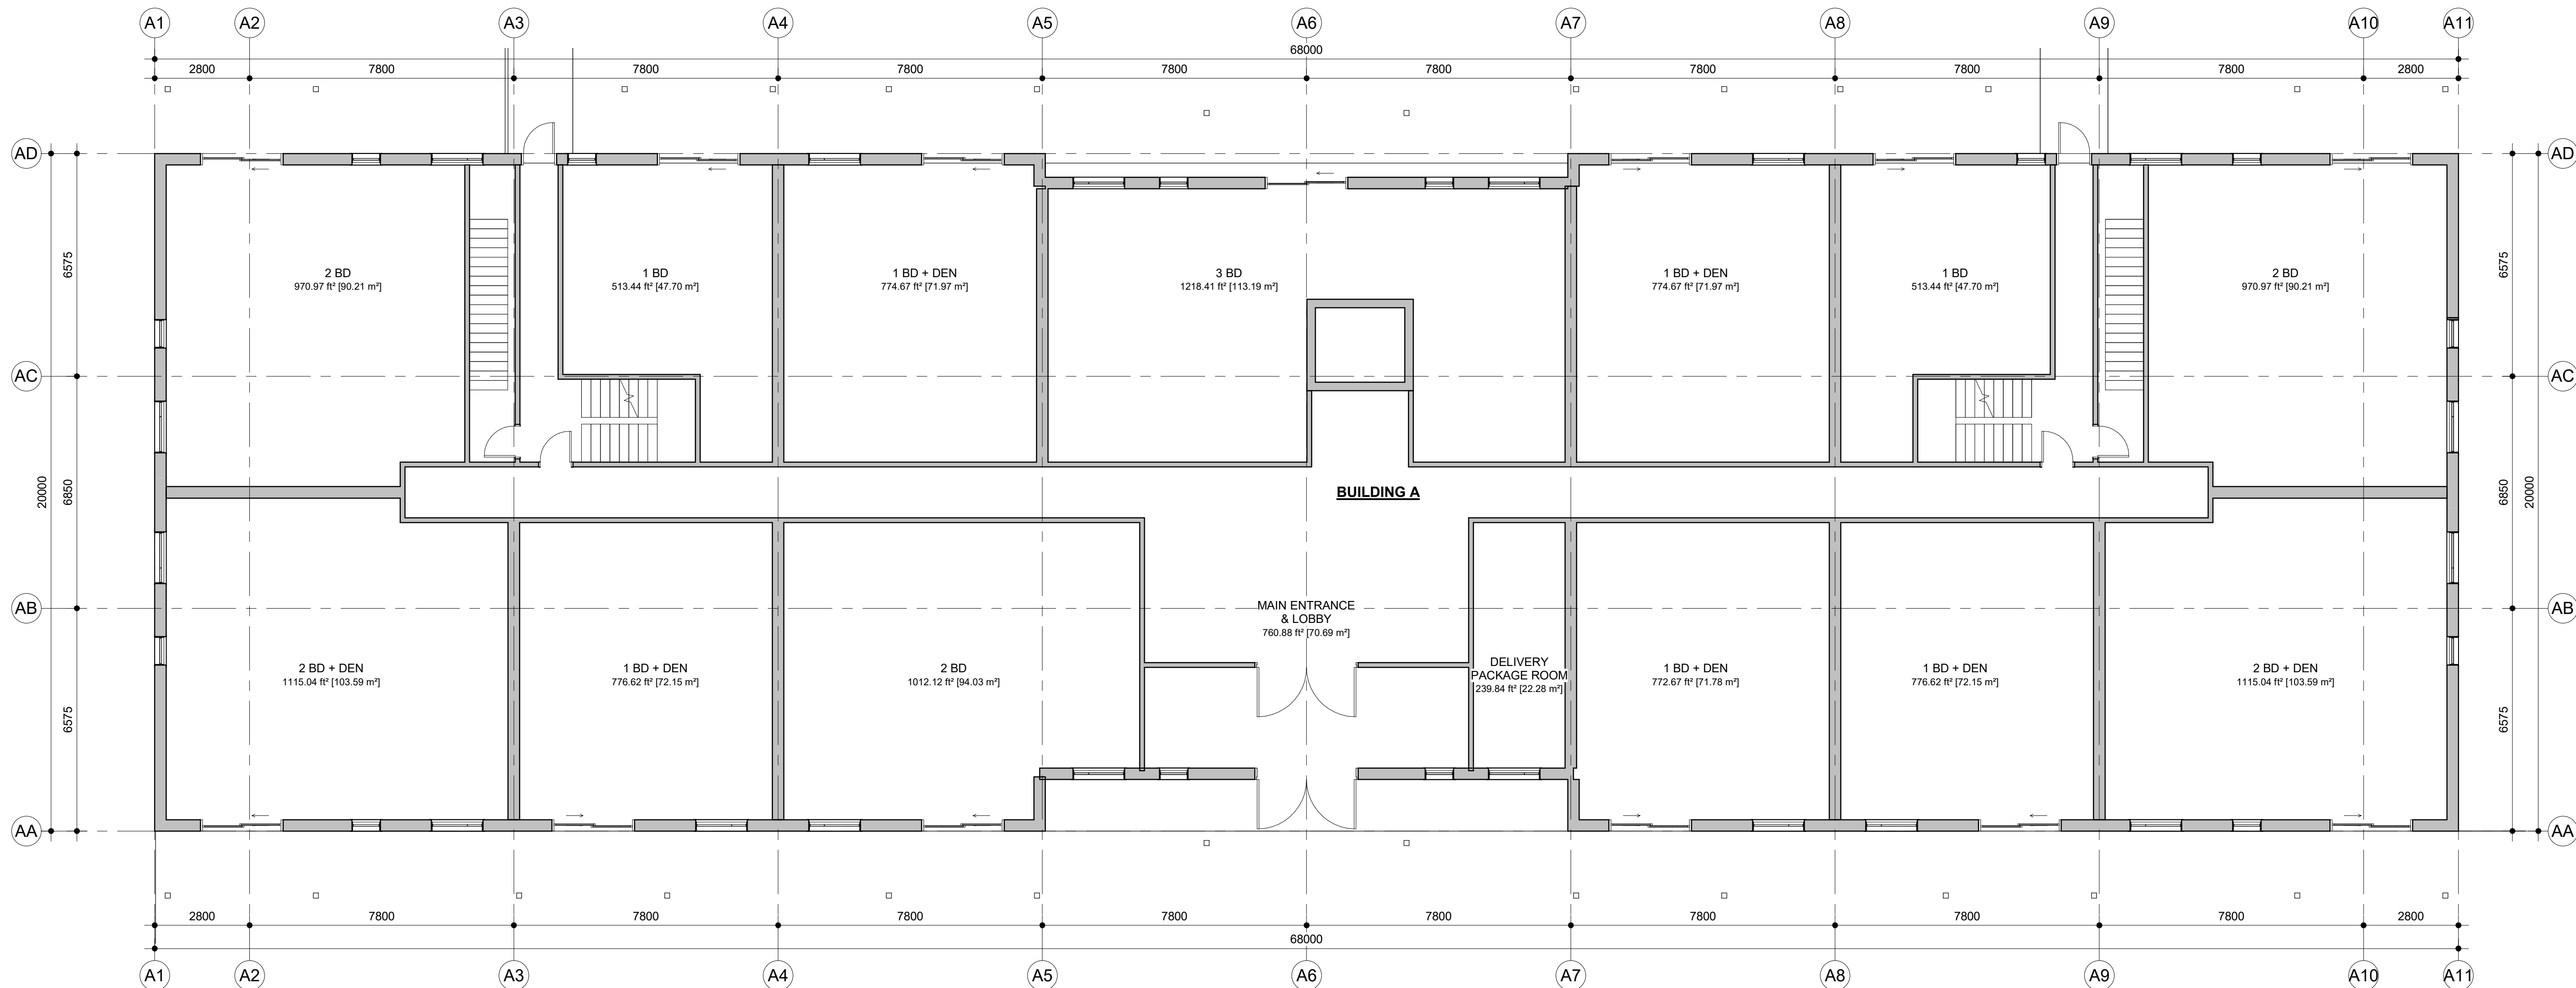 A1 A2 A3 A4 A5 A6 A7 A8 A9 A10 A11
68000
2800 7800 7800 7800 7800 7800 7800 7800 7800 2800
AD AD
6575 6575
2 BD 1 BD 1 BD + DEN 3 BD 1 BD + DEN 1 BD 2 BD
970.97 ft² [90.21 m²] 513.44 ft² [47.70 m²] 774.67 ft² [71.97 m²] 1218.41 ft² [113.19 m²] 774.67 ft² [71.97 m²] 513.44 ft² [47.70 m²] 970.97 ft² [90.21 m²]
AC AC
20000 6850 BUILDING A 6850 20000
AB AB
MAIN ENTRANCE
& LOBBY
760.88 ft² [70.69 m²]
DELIVERY
PACKAGE ROOM
239.84 ft² [22.28 m²]
2 BD + DEN 1 BD + DEN 2 BD 1 BD + DEN 1 BD + DEN 2 BD + DEN
1115.04 ft² [103.59 m²] 776.62 ft² [72.15 m²] 1012.12 ft² [94.03 m²] 772.67 ft² [71.78 m²] 776.62 ft² [72.15 m²] 1115.04 ft² [103.59 m²]
6575 6575
AA AA
2800 7800 7800 7800 7800 7800 7800 7800 7800 2800
68000
A1 A2 A3 A4 A5 A6 A7 A8 A9 A10 A11